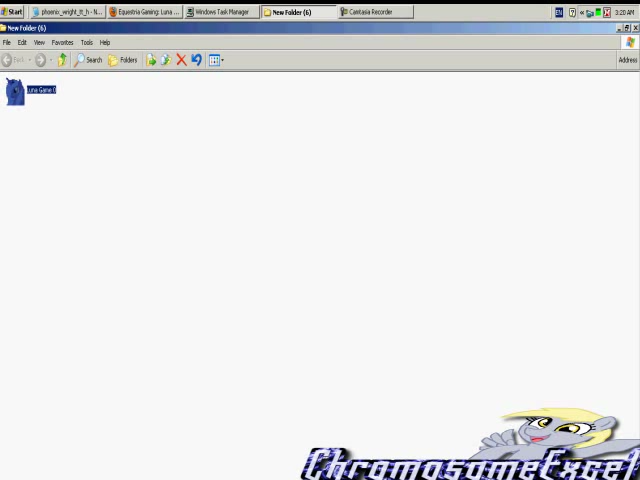 Start phoenix_wright_tt_h - N... Equestria Gaming: Luna ... Windows Task Manager New Folder (6) Camtasia Recorder EN ? « 3:20 AM
New Folder (6)
File Edit View Favorites Tools Help
Back Search Folders Address
Luna Game 0
ChromosomeExcel